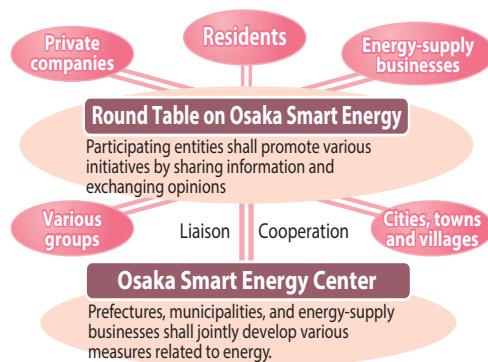 Private
companies
Residents
Energy-supply
businesses
Round Table on Osaka Smart Energy
Participating entities shall promote various
initiatives by sharing information and
exchanging opinions
Various
groups
Liaison
Cooperation
Cities, towns
and villages
Osaka Smart Energy Center
Prefectures, municipalities, and energy-supply
businesses shall jointly develop various
measures related to energy.